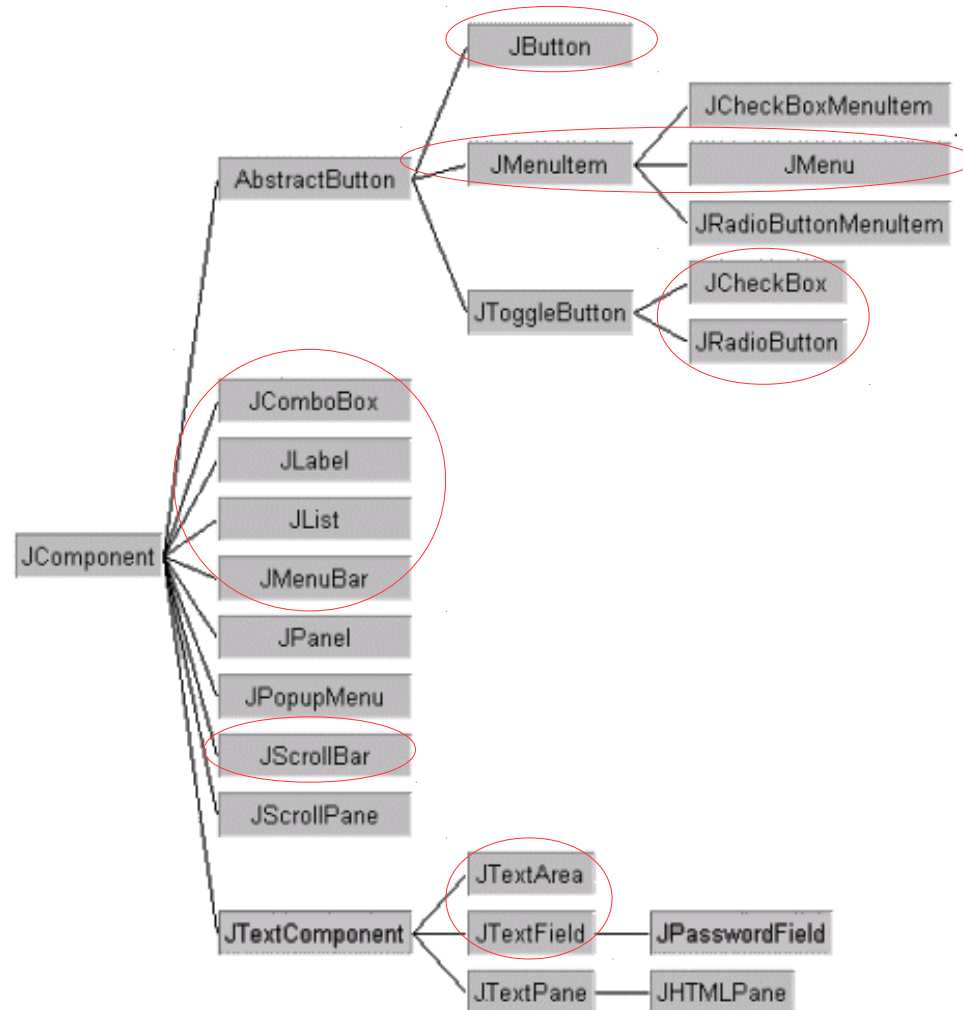 JButton
JCheckBoxMenuItem
AbstractButton
JMenuItem
JMenu
JRadioButtonMenuItem
JToggleButton
JCheckBox
JRadioButton
JComboBox
JLabel
JList
JComponent
JMenuBar
JPanel
JPopupMenu
JScrollBar
JScrollPane
JTextArea
JTextComponent
JTextField
JPasswordField
JTextPane
JHTMLPane